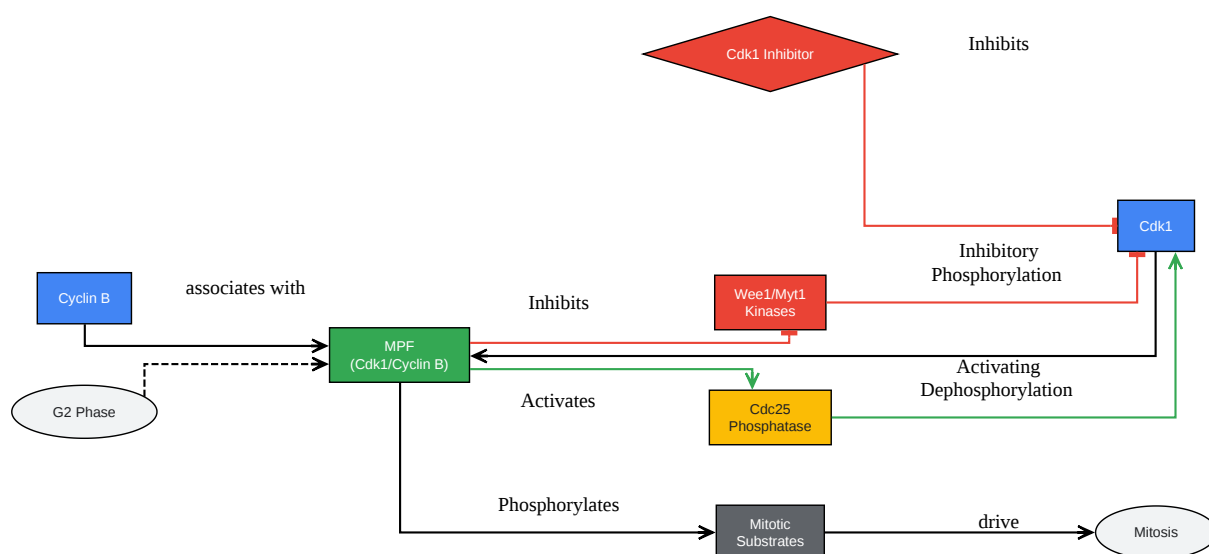 Cdk1 Inhibitor
Inhibits
Cdk1
Inhibitory
Phosphorylation
Cyclin B
associates with
Wee1/Myt1
Kinases
Inhibits
MPF
(Cdk1/Cyclin B)
Activating
Dephosphorylation
G2 Phase
Activates
Cdc25
Phosphatase
Phosphorylates
Mitotic
Substrates
drive
Mitosis